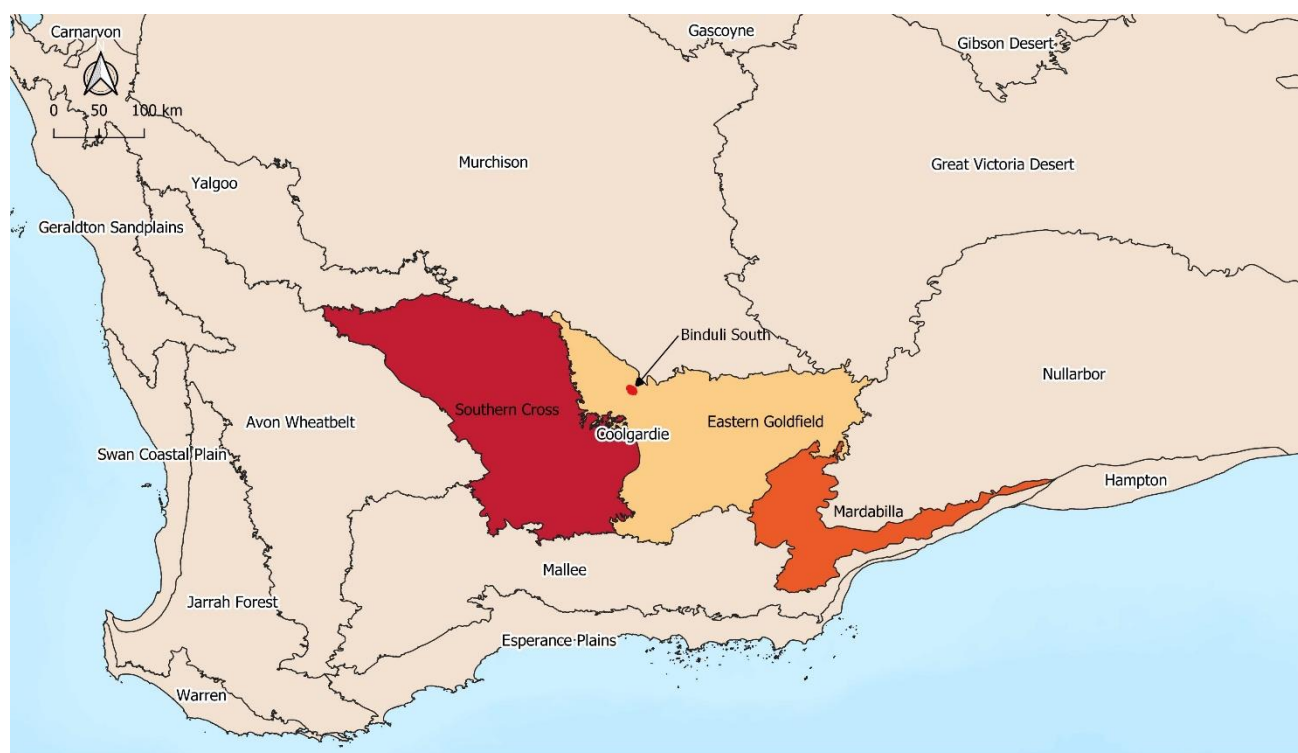 Carnarvon
Gascoyne
Gibson Desert
0 50 100 km
Murchison
Great Victoria Desert
Yalgoo
Geraldton Sandplains
Binduli South
Nullarbor
Southern Cross
Avon Wheatbelt
Eastern Goldfield
Coolgardie
Swan Coastal Plain
Hampton
Mardabilla
Mallee
Jarrah Forest
Esperance Plains
Warren